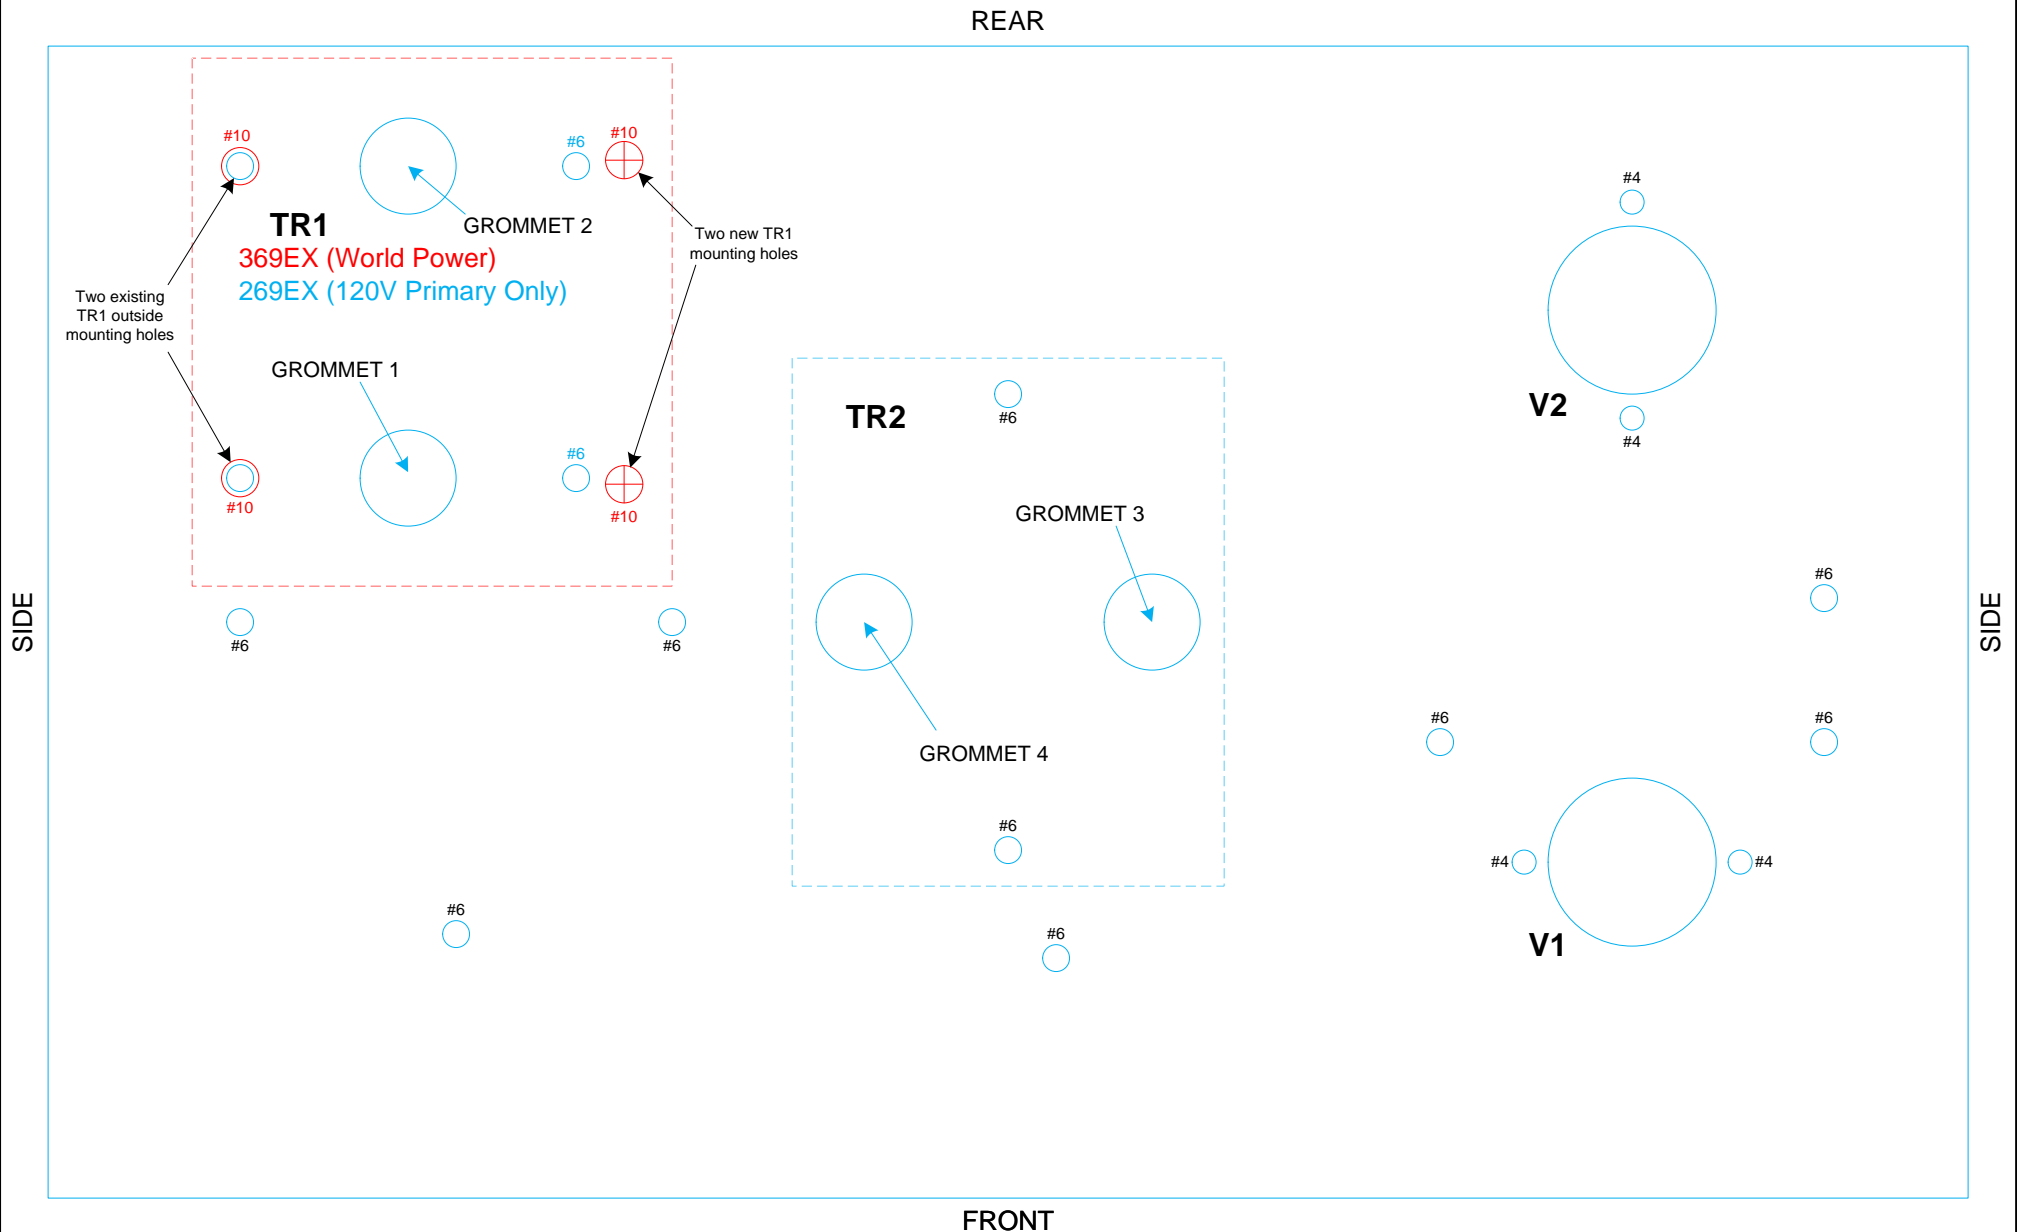 REAR
#10
#6
#10
TR1
GROMMET 2
369EX (World Power)
269EX (120V Primary Only)
Two new TR1
mounting holes
Two existing
TR1 outside
mounting holes
GROMMET 1
#10
#6
#10
#6
#6
TR2
#6
GROMMET 3
GROMMET 4
#6
#4
V2
#4
#6
#6
#6
#4
#4
V1
#6
#6
SIDE
SIDE
FRONT